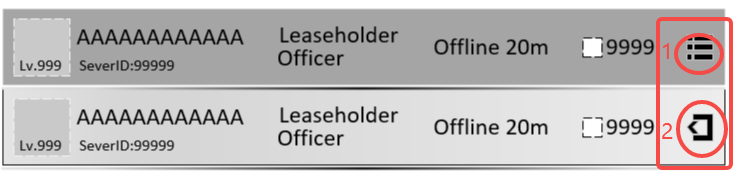 AAAAAAAAAAAA Leaseholder Officer Offline 20m 9999 1
Lv.999 SeverID:99999
AAAAAAAAAAAA Leaseholder Officer Offline 20m 9999 2
Lv.999 SeverID:99999